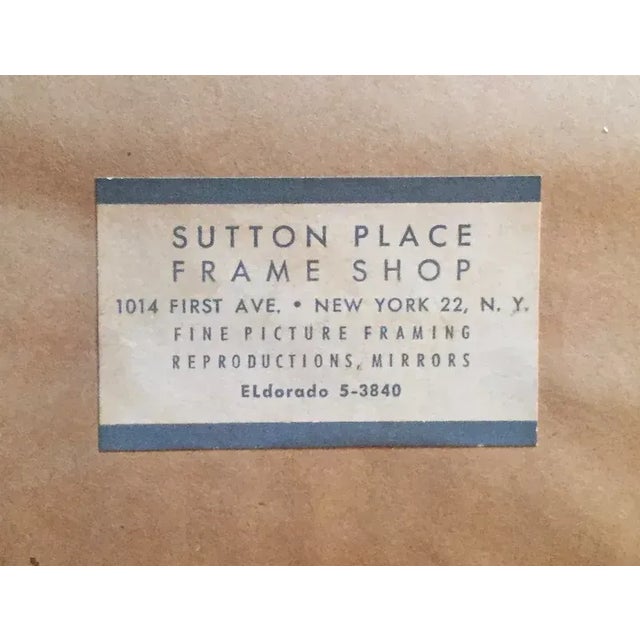 SUTTON PLACE
FRAME SHOP
1014 FIRST AVE. • NEW YORK 22, N. Y.
FINE PICTURE FRAMING
REPRODUCTIONS, MIRRORS
ELdorado 5-3840